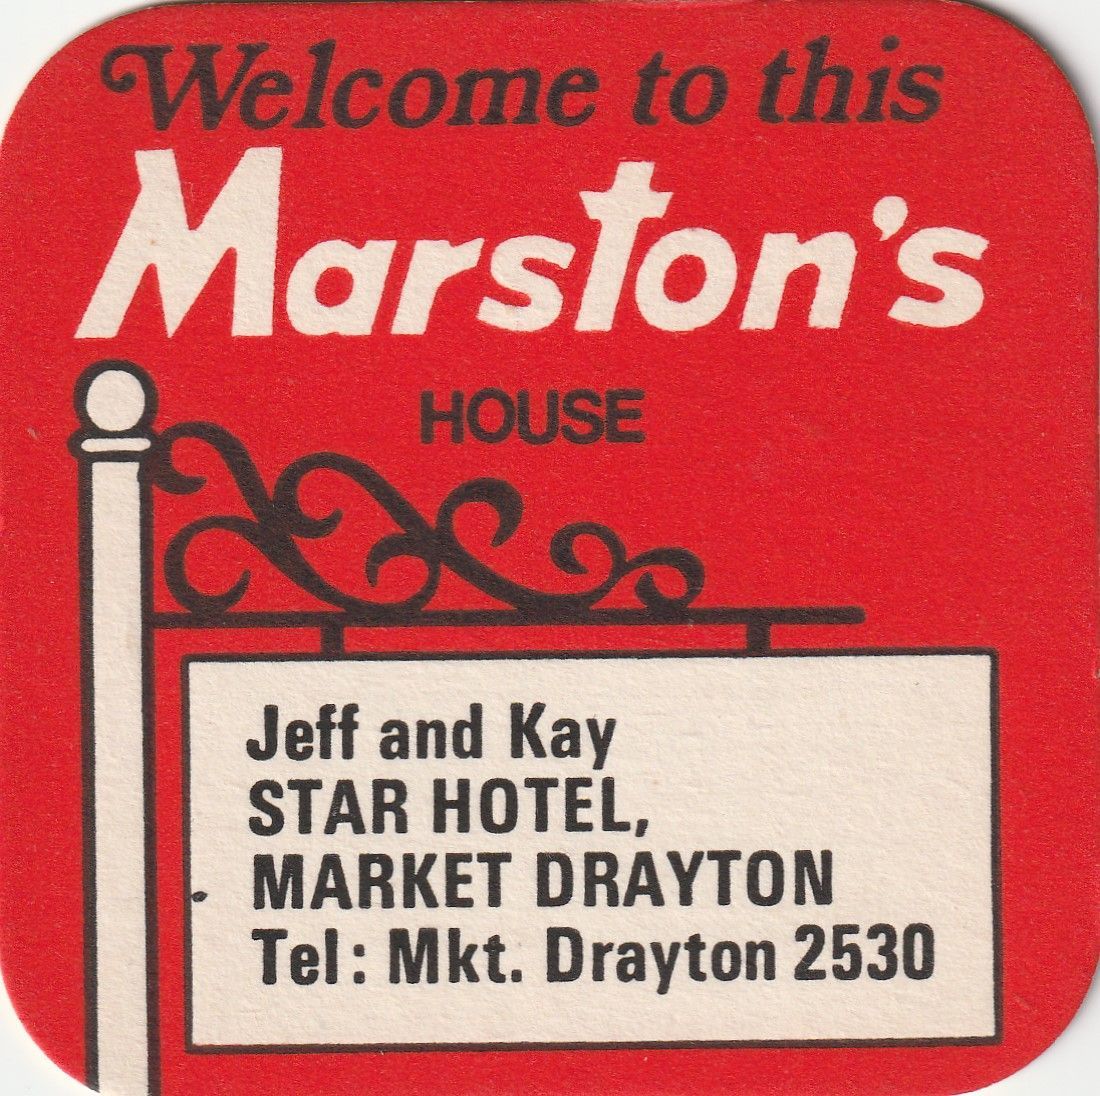 Welcome to this
Marston's
HOUSE
Jeff and Kay
STAR HOTEL,
MARKET DRAYTON
Tel: Mkt. Drayton 2530